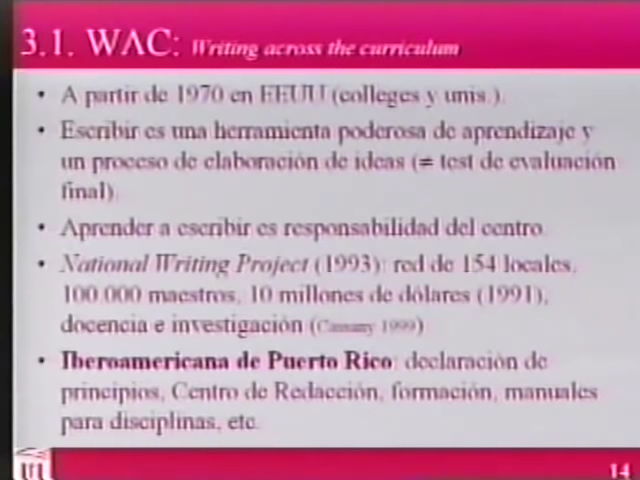 3.1. WAC: Writing across the curriculum
• A partir de 1970 en EEUU (colleges y unis.).
• Escribir es una herramienta poderosa de aprendizaje y
un proceso de elaboración de ideas (≠ test de evaluación
final).
• Aprender a escribir es responsabilidad del centro.
• National Writing Project (1993): red de 154 locales,
100.000 maestros, 10 millones de dólares (1991),
docencia e investigación (Cassany 1999)
• Iberoamericana de Puerto Rico: declaración de
principios, Centro de Redacción, formación, manuales
para disciplinas, etc.
14